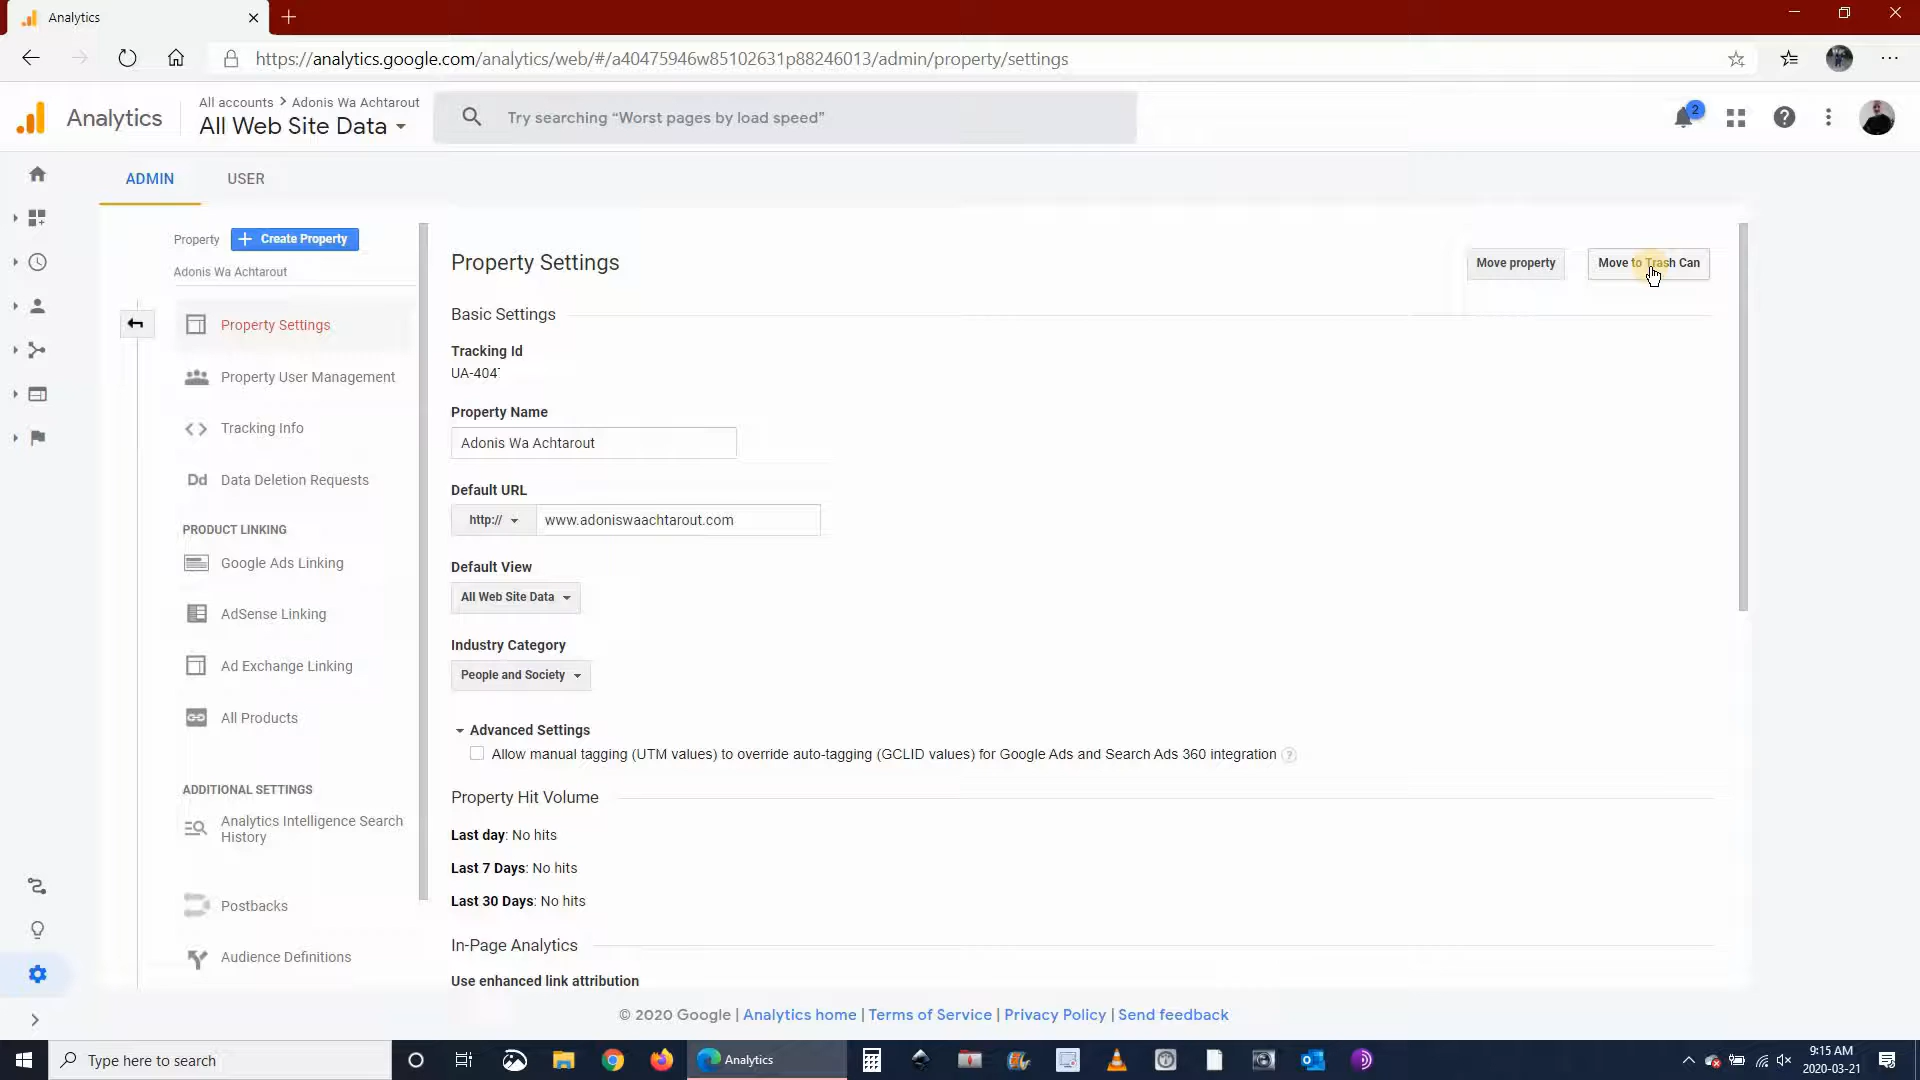 Analytics
https://analytics.google.com/analytics/web/#/a40475946w85102631p88246013/admin/property/settings
Analytics
All accounts > Adonis Wa Achtarout
All Web Site Data
Try searching “Worst pages by load speed”
2
ADMIN
USER
Property
+ Create Property
Adonis Wa Achtarout
Property Settings
Property User Management
Tracking Info
Dd Data Deletion Requests
PRODUCT LINKING
Google Ads Linking
AdSense Linking
Ad Exchange Linking
All Products
ADDITIONAL SETTINGS
Analytics Intelligence Search
History
Postbacks
Audience Definitions
Property Settings
Move property
Move to Trash Can
Basic Settings
Tracking Id
UA-404
Property Name
Adonis Wa Achtarout
Default URL
http://
www.adoniswaachtarout.com
Default View
All Web Site Data
Industry Category
People and Society
Advanced Settings
Allow manual tagging (UTM values) to override auto-tagging (GCLID values) for Google Ads and Search Ads 360 integration ?
Property Hit Volume
Last day: No hits
Last 7 Days: No hits
Last 30 Days: No hits
In-Page Analytics
Use enhanced link attribution
© 2020 Google | Analytics home | Terms of Service | Privacy Policy | Send feedback
Type here to search
Analytics
9:15 AM
2020-03-21